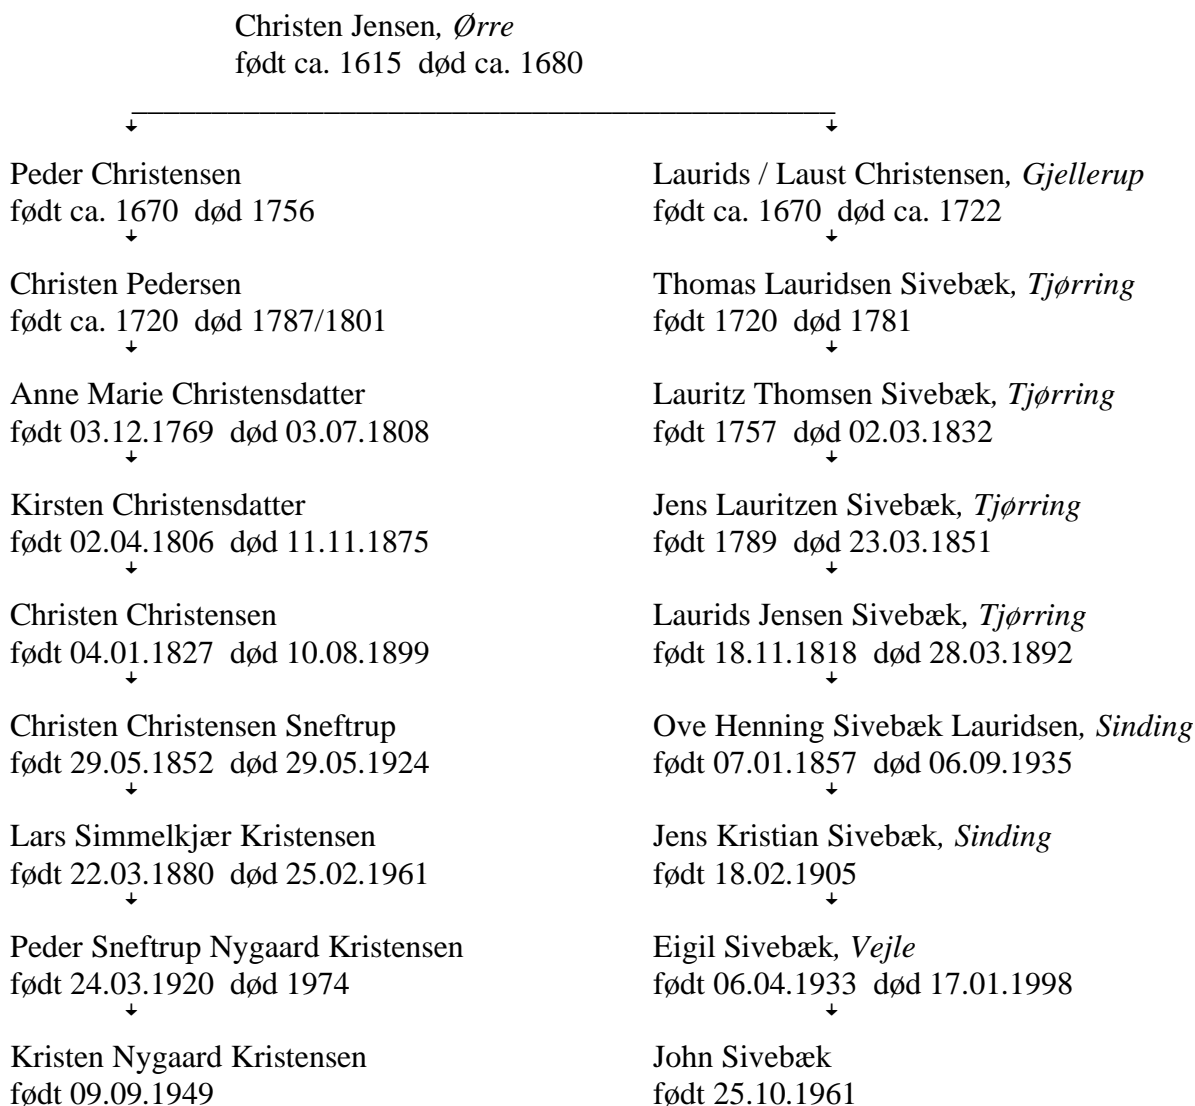 Christen Jensen, Ørre
født ca. 1615 død ca. 1680
Peder Christensen
født ca. 1670 død 1756
Laurids / Laust Christensen, Gjellerup
født ca. 1670 død ca. 1722
Christen Pedersen
født ca. 1720 død 1787/1801
Thomas Lauridsen Sivebæk, Tjørring
født 1720 død 1781
Anne Marie Christensdatter
født 03.12.1769 død 03.07.1808
Lauritz Thomsen Sivebæk, Tjørring
født 1757 død 02.03.1832
Kirsten Christensdatter
født 02.04.1806 død 11.11.1875
Jens Lauritzen Sivebæk, Tjørring
født 1789 død 23.03.1851
Christen Christensen
født 04.01.1827 død 10.08.1899
Laurids Jensen Sivebæk, Tjørring
født 18.11.1818 død 28.03.1892
Christen Christensen Sneftrup
født 29.05.1852 død 29.05.1924
Ove Henning Sivebæk Lauridsen, Sinding
født 07.01.1857 død 06.09.1935
Lars Simmelkjær Kristensen
født 22.03.1880 død 25.02.1961
Jens Kristian Sivebæk, Sinding
født 18.02.1905
Peder Sneftrup Nygaard Kristensen
født 24.03.1920 død 1974
Eigil Sivebæk, Vejle
født 06.04.1933 død 17.01.1998
Kristen Nygaard Kristensen
født 09.09.1949
John Sivebæk
født 25.10.1961